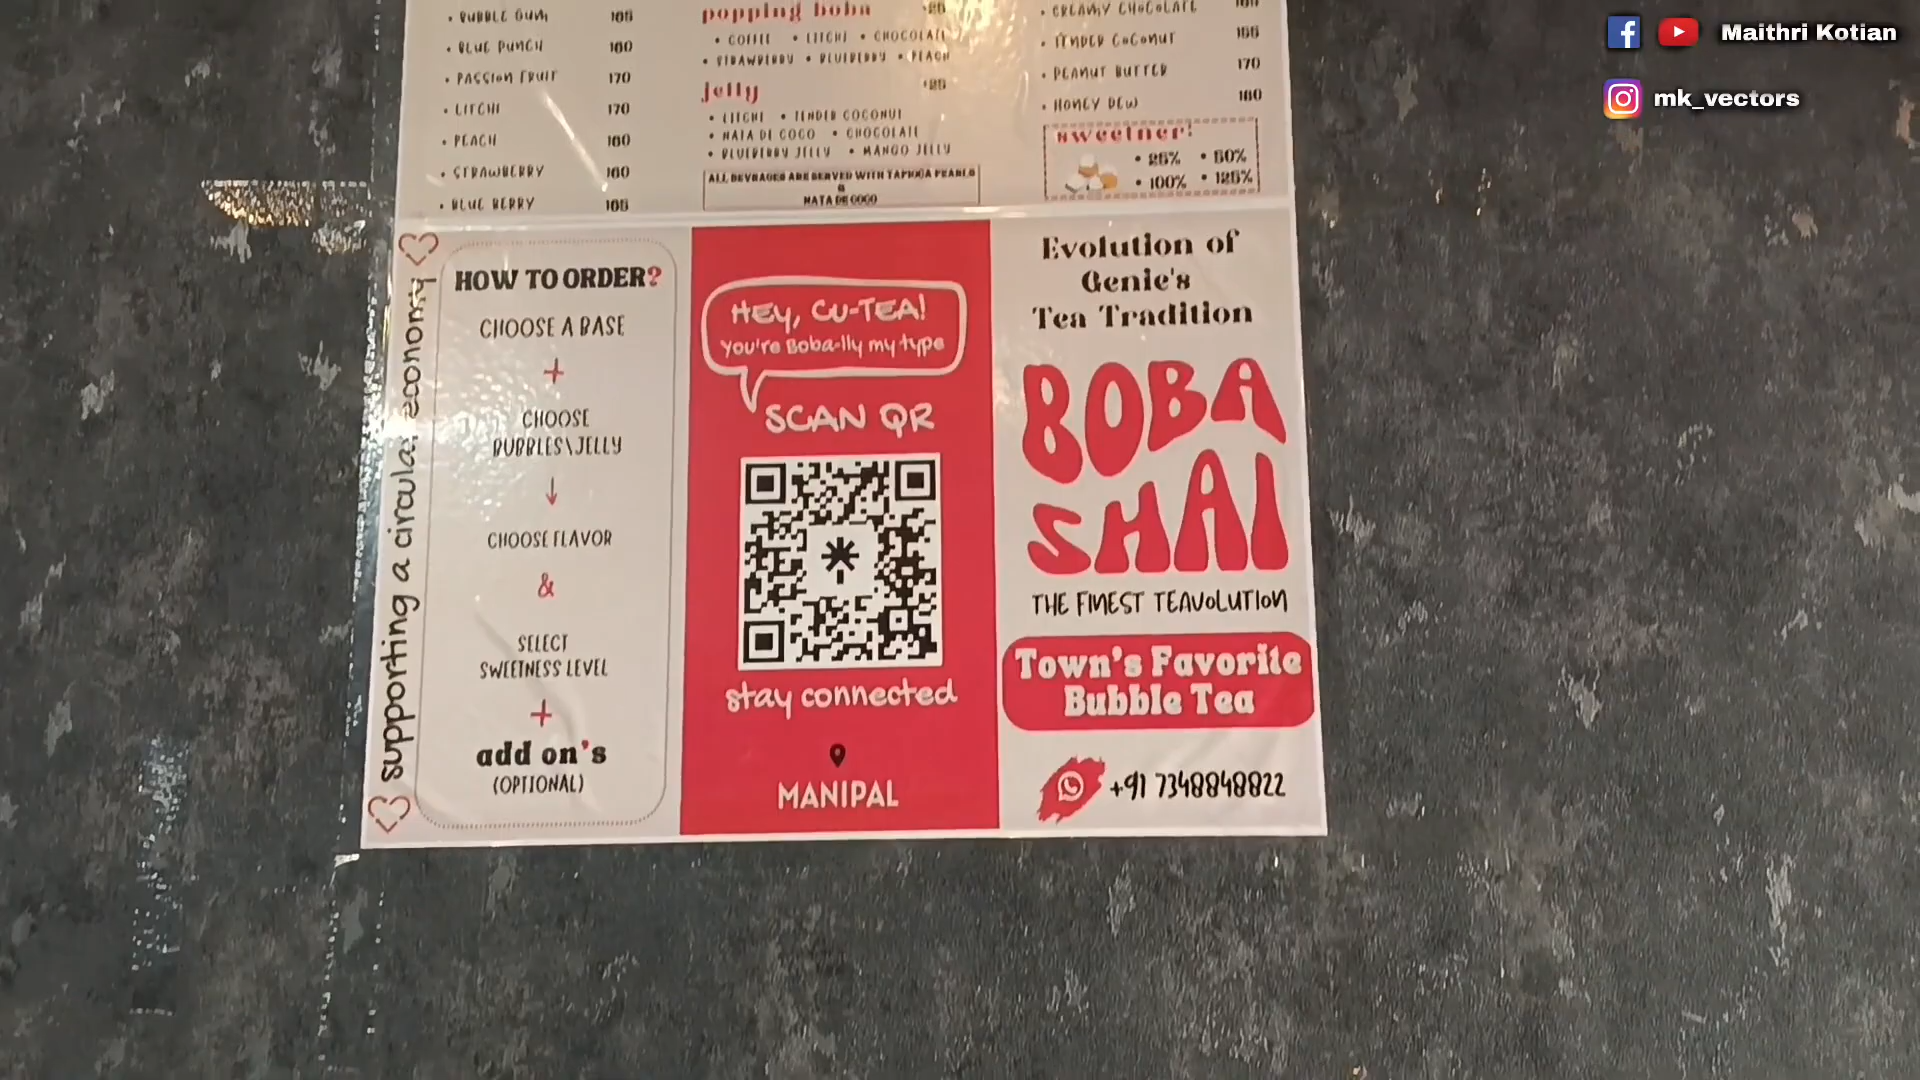 Maithri Kotian
mk_vectors
• BUBBLE GUM 165
• BLUE PUNCH 160
• PASSION FRUIT 170
• LITCHI 170
• PEACH 160
• STRAWBERRY 160
• BLUE BERRY 165
popping boba
• COFFEE • LITCHI • CHOCOLATE
• STRAWBERRY • BLUEBERRY • PEACH
jelly
• LITCHI • TENDER COCONUT
• NATA DE COCO • CHOCOLATE
• BLUEBERRY JELLY • MANGO JELLY
ALL BEVRAGES ARE SERVED WITH TAPIOCA PEARLS
&
NATA DE COCO
• CREAMY CHOCOLATE
• TENDER COCONUT 165
• PEANUT BUTTER 170
• HONEY DEW 160
sweetner!
• 25% • 50%
• 100% • 125%
supporting a circular economy
HOW TO ORDER?
CHOOSE A BASE
+
CHOOSE
BUBBLES\JELLY
↓
CHOOSE FLAVOR
&
SELECT
SWEETNESS LEVEL
+
add on's
(OPTIONAL)
HEY, CU-TEA!
You're Boba-lly my type
SCAN QR
stay connected
MANIPAL
Evolution of
Genie's
Tea Tradition
BOBA
SHAI
THE FINEST TEAVOLUTION
Town's Favorite
Bubble Tea
+91 7348848822